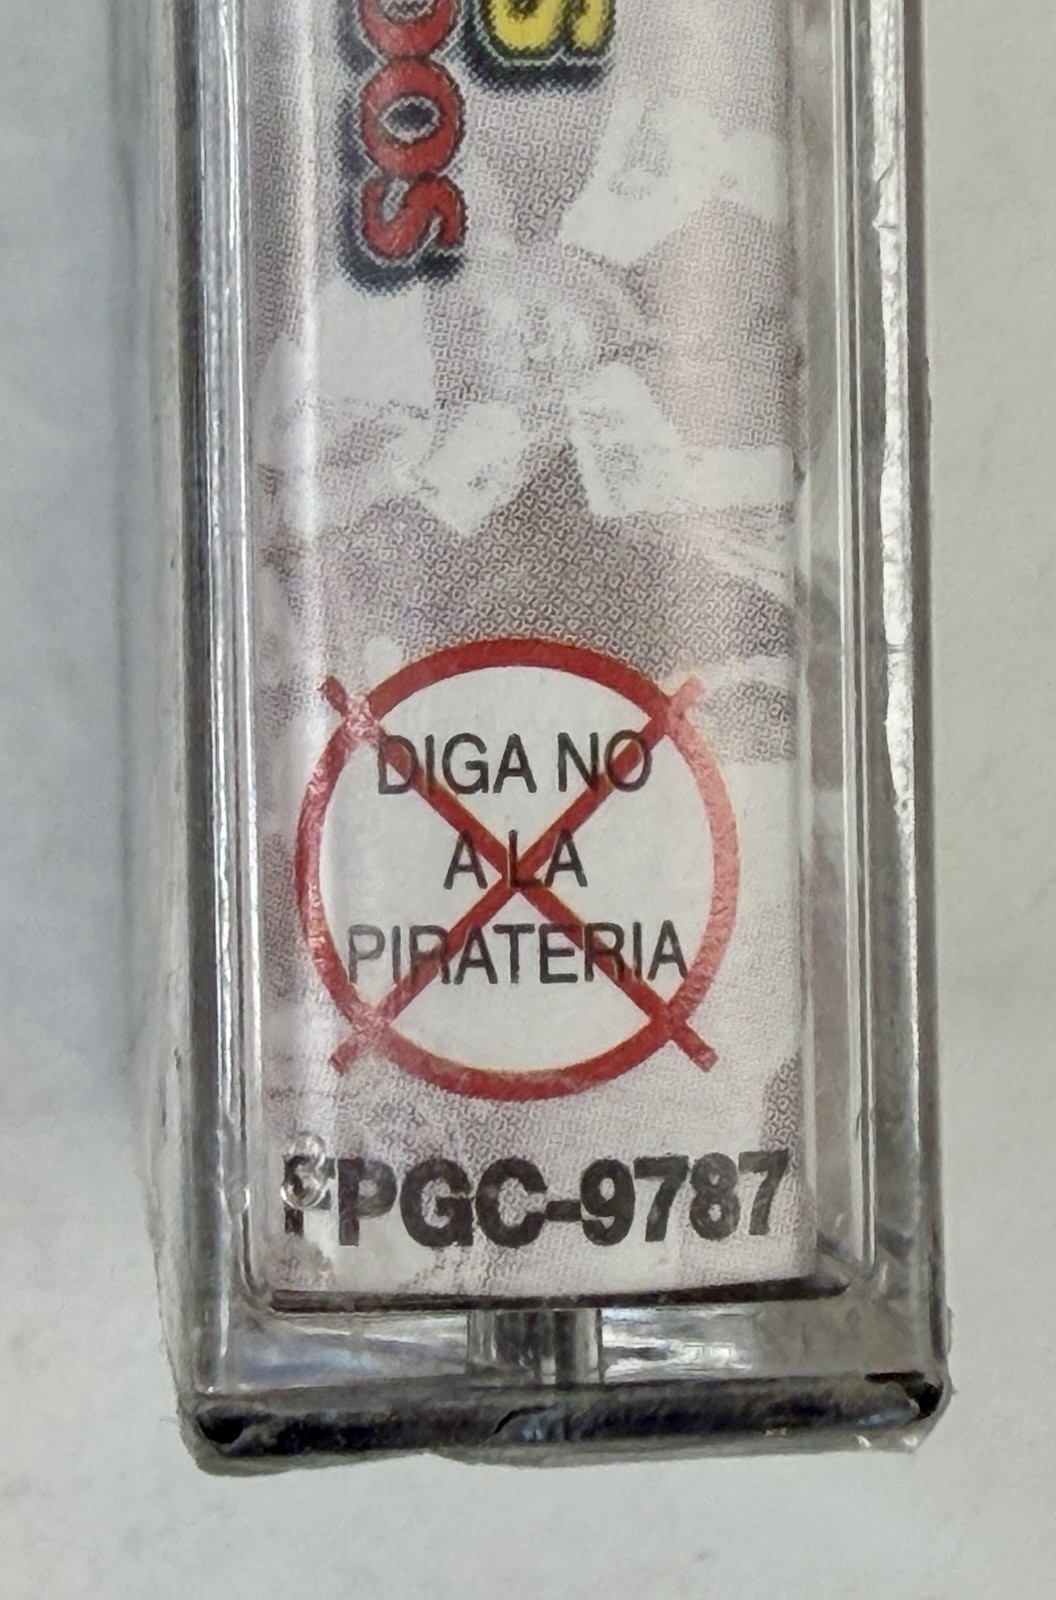 DIGA NO
A LA
PIRATERIA
FPGC-9787